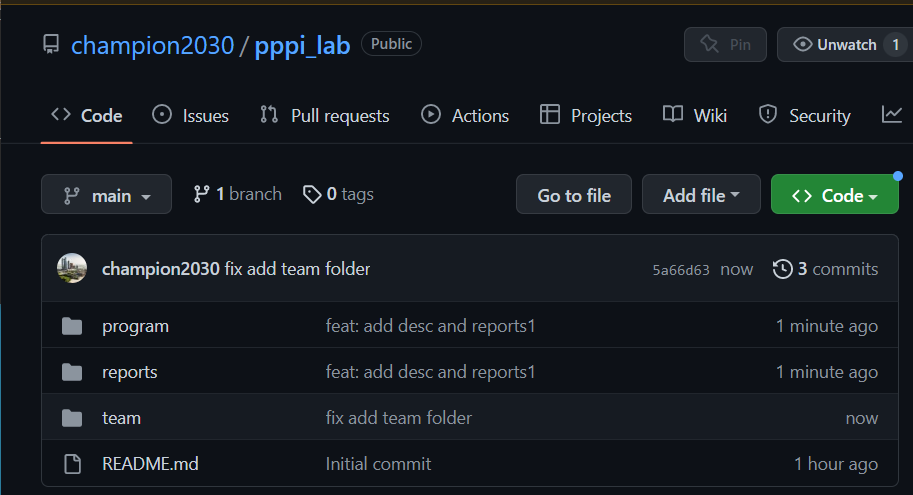 champion2030 / pppi_lab Public Pin Unwatch 1
Code Issues Pull requests Actions Projects Wiki Security
main 1 branch 0 tags Go to file Add file Code
champion2030 fix add team folder 5a66d63 now 3 commits
program feat: add desc and reports1 1 minute ago
reports feat: add desc and reports1 1 minute ago
team fix add team folder now
README.md Initial commit 1 hour ago